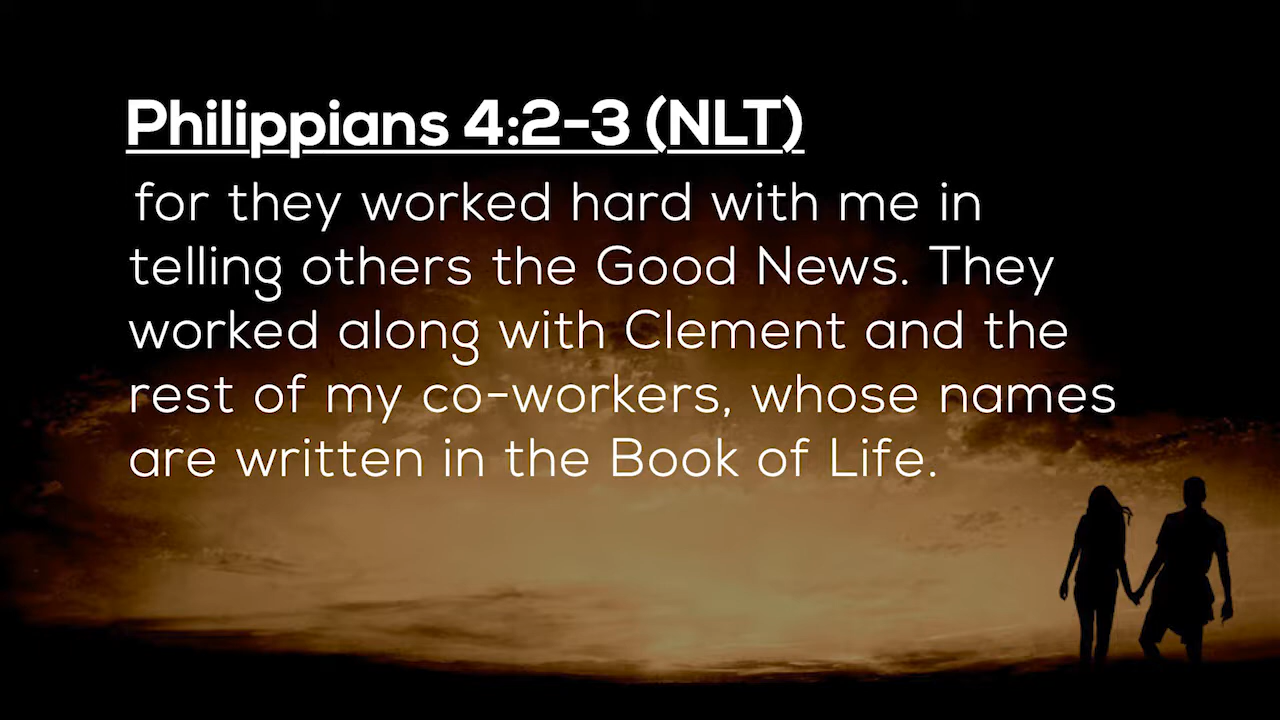 Philippians 4:2-3 (NLT)
for they worked hard with me in
telling others the Good News. They
worked along with Clement and the
rest of my co-workers, whose names
are written in the Book of Life.